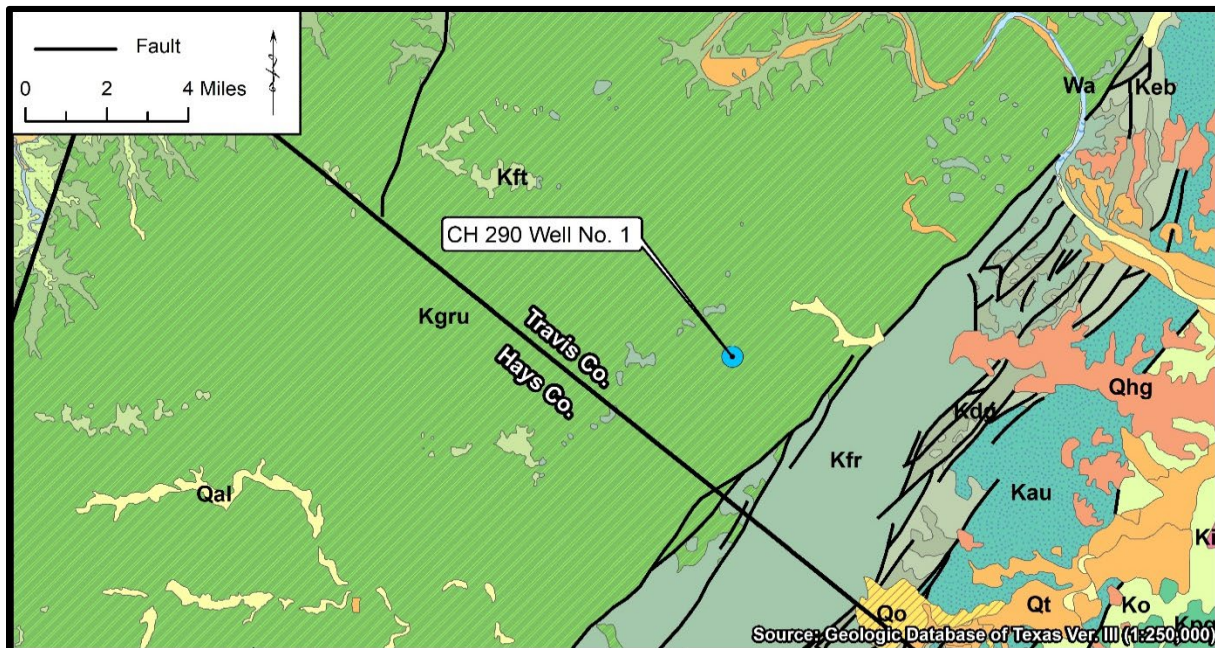 Fault
0 2 4 Miles
Wa
Keb
Kft
CH 290 Well No. 1
Kgru
Travis Co.
Hays Co.
Qhg
Kdg
Kfr
Kau
Qal
Ki
Qo
Qt
Ko
Source: Geologic Database of Texas Ver. III (1:250,000)